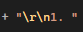 + "\r\n1. "